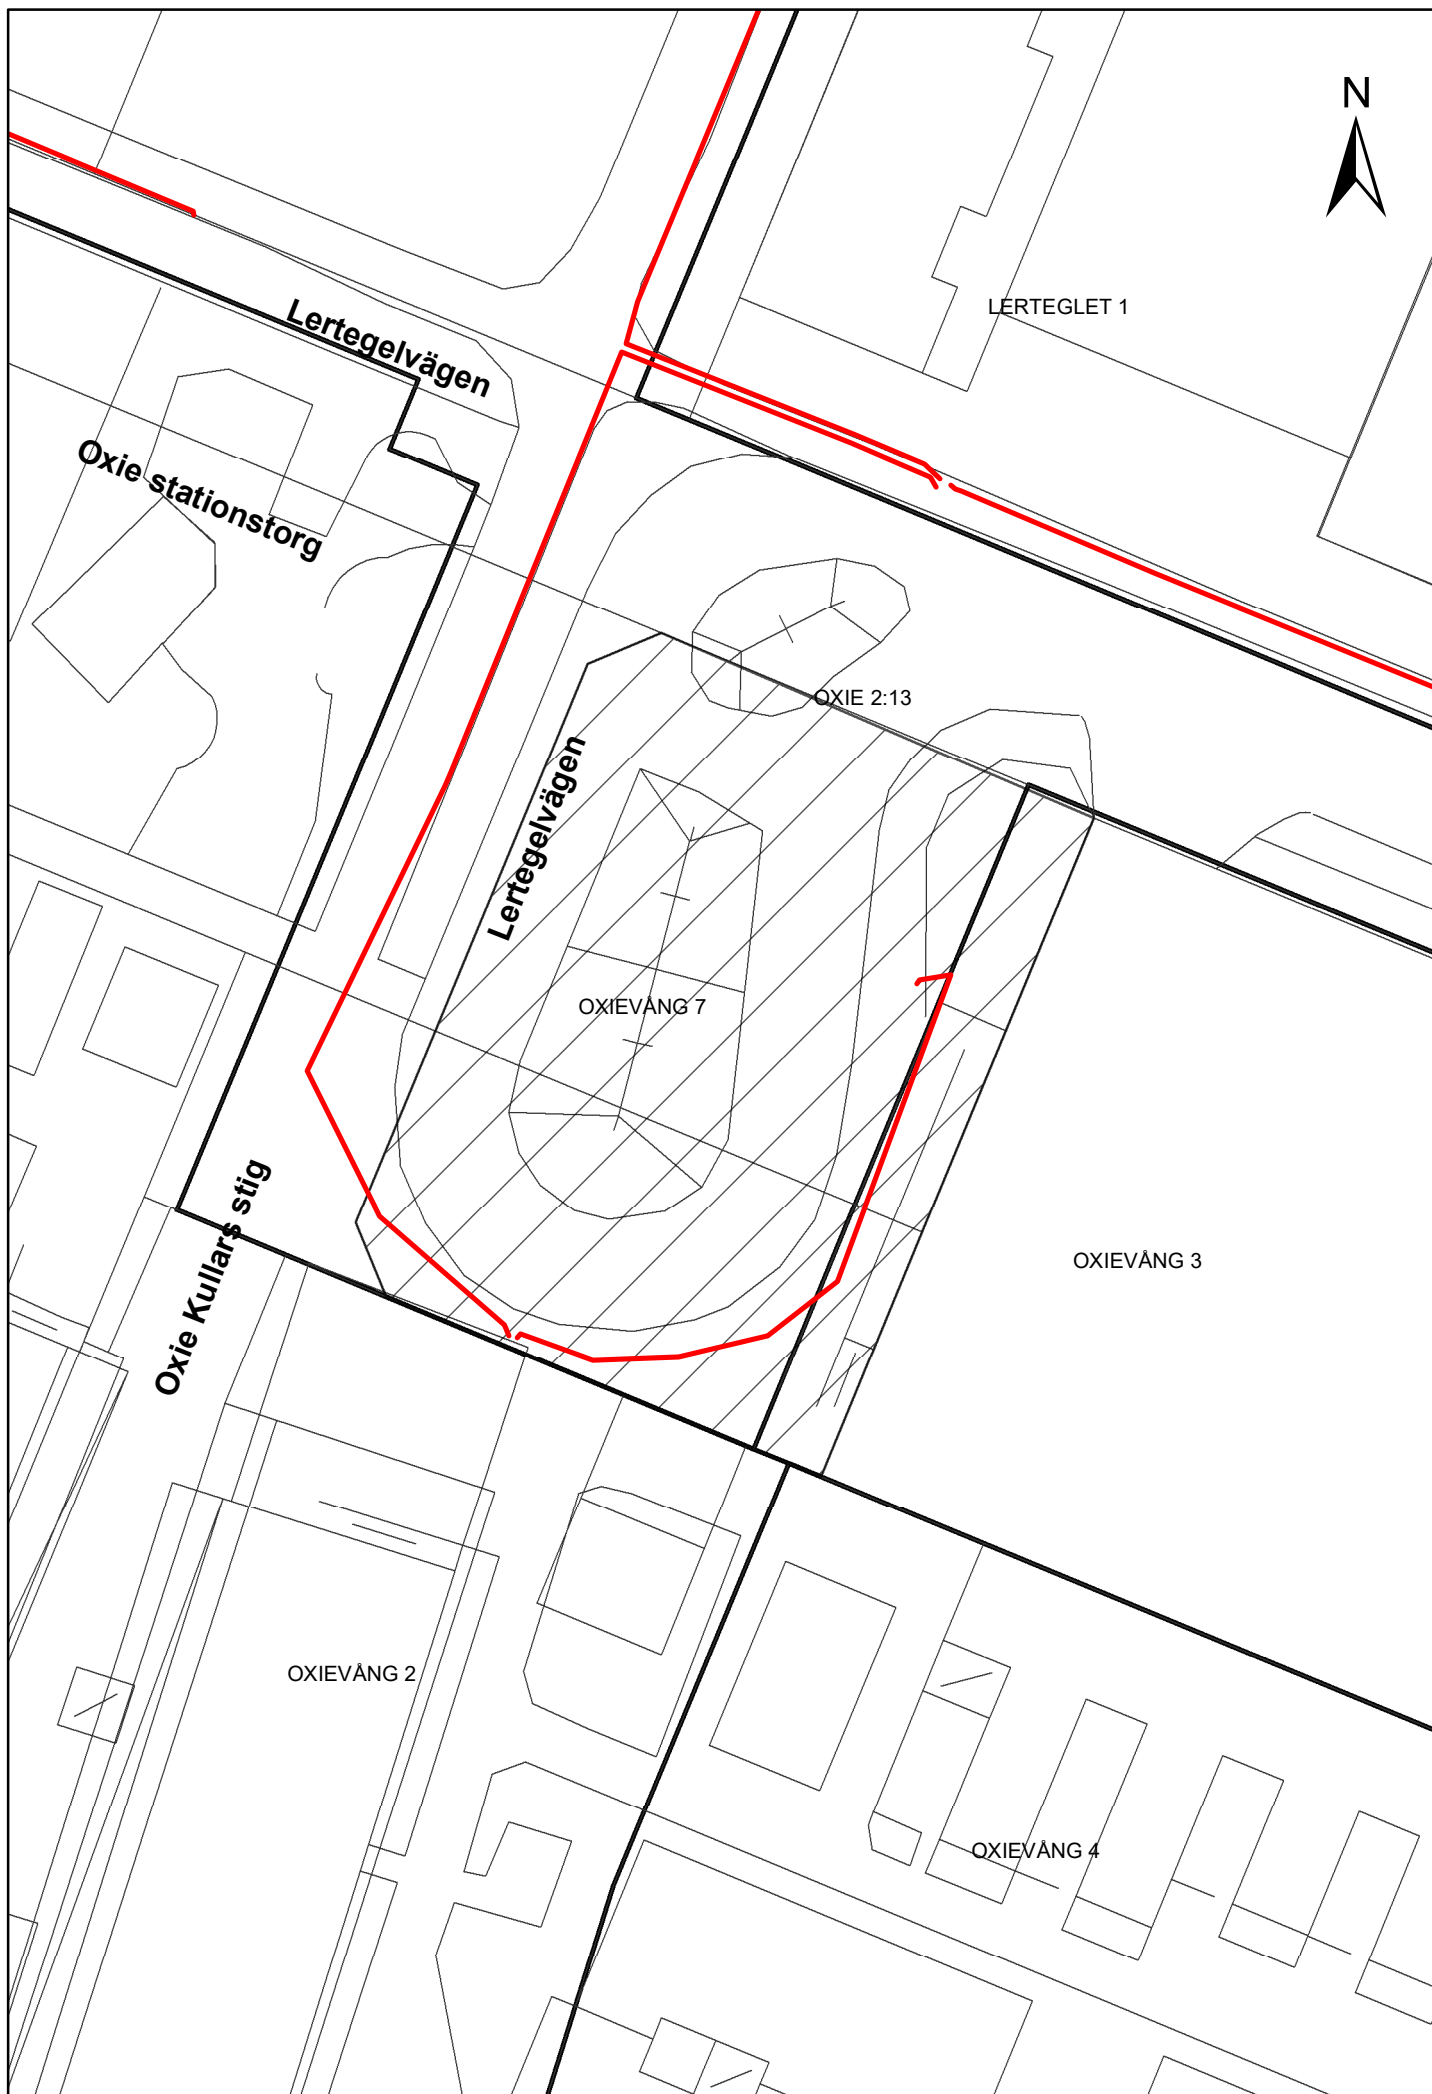 N
LERTEGLET 1
Lertegelvägen
Oxie stationstorg
OXIE 2:13
Lertegelvägen
OXIEVÅNG 7
Oxie Kullars stig
OXIEVÅNG 3
OXIEVÅNG 2
OXIEVÅNG 4